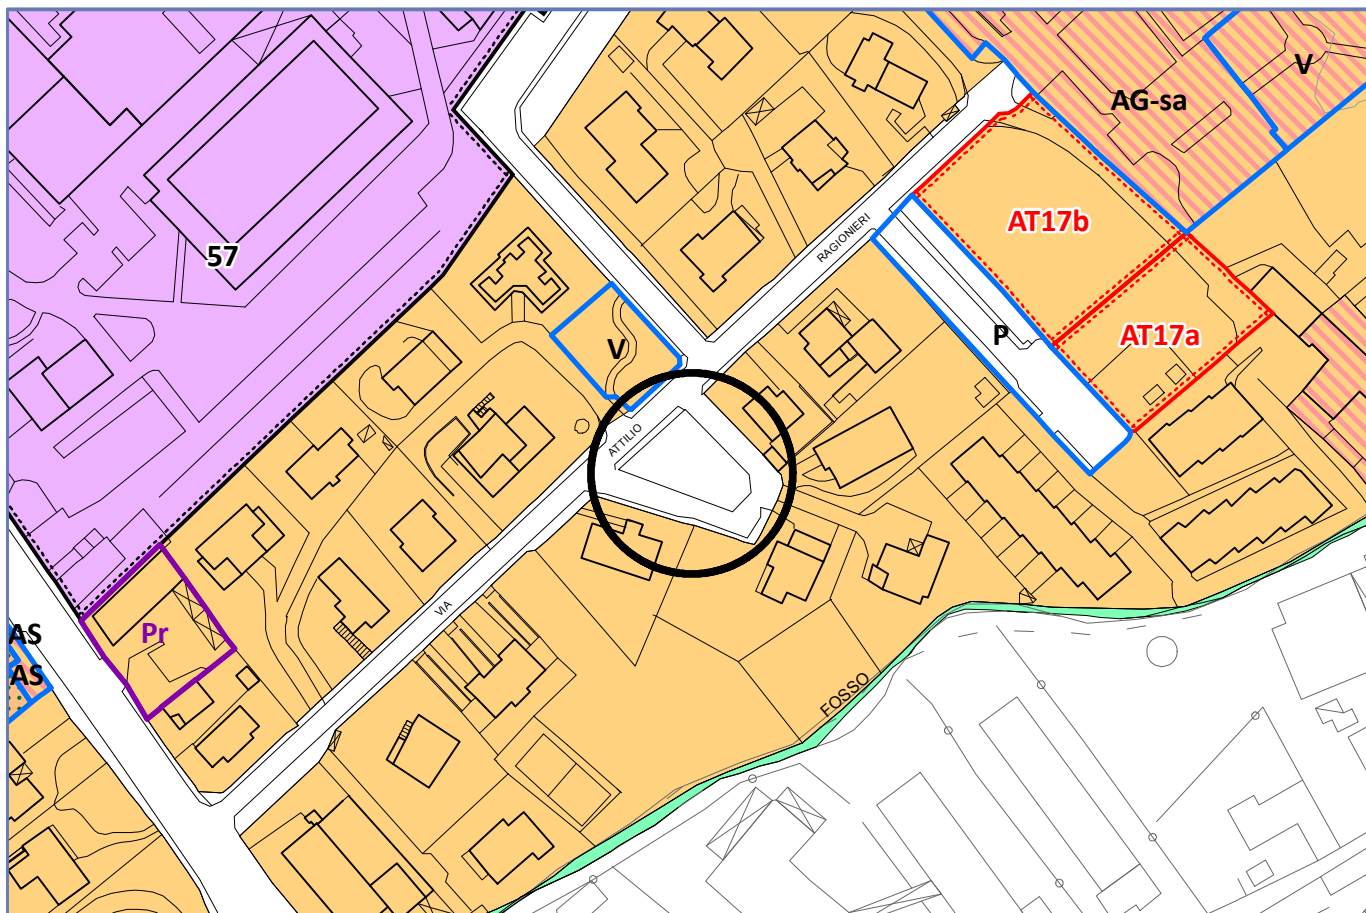 V
AG-sa
57
RAGIONIERI
AT17b
P
AT17a
V
ATTILIO
VIA
AS
Pr
AS
FOSSO